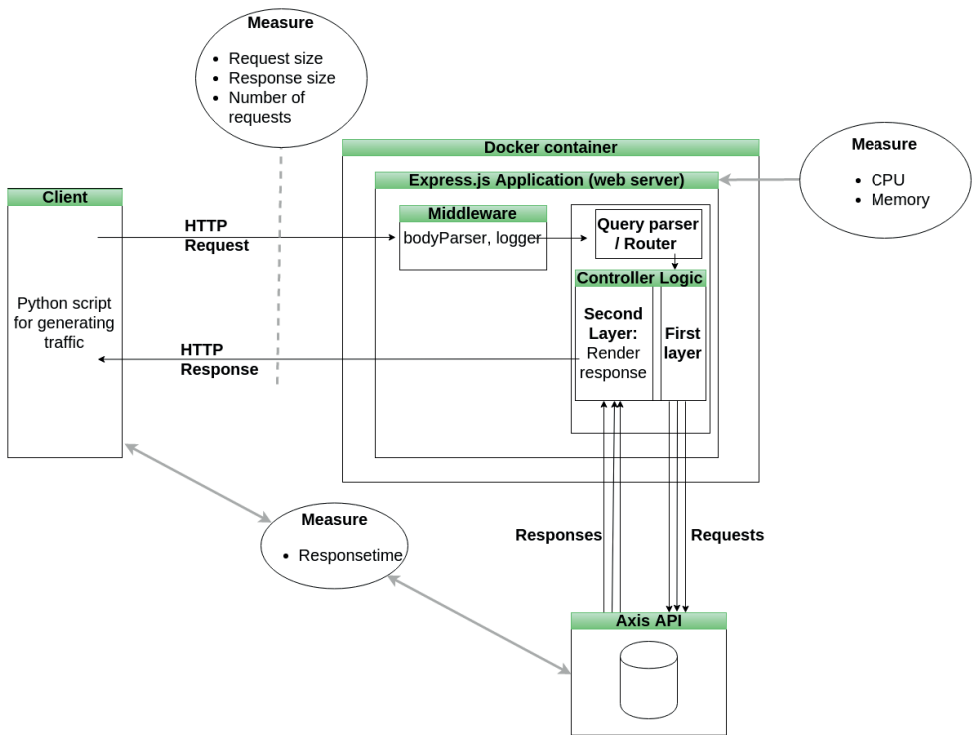 Measure
Request size
Response size
Number of
requests
Docker container
Measure
CPU
Memory
Express.js Application (web server)
Client
Middleware
bodyParser, logger
Query parser
/ Router
HTTP
Request
Controller Logic
Python script
for generating
traffic
Second
Layer:
Render
response
First
layer
HTTP
Response
Measure
Responsetime
Responses
Requests
Axis API